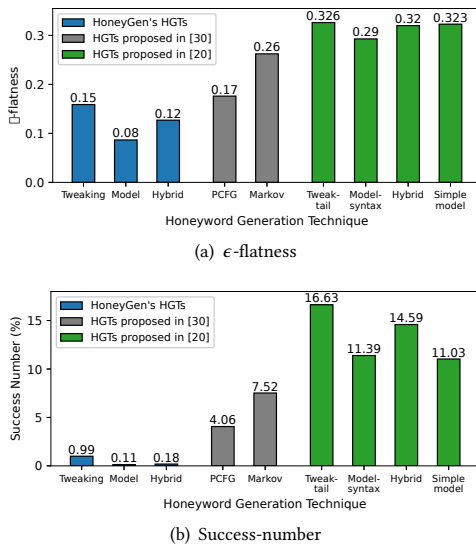 0.3
0.2
0.1
0.0
▯-flatness
HoneyGen's HGTs
HGTs proposed in [30]
HGTs proposed in [20]
0.15
0.08
0.12
0.17
0.26
0.326
0.29
0.32
0.323
Tweaking Model Hybrid PCFG Markov Tweak- Model- Hybrid Simple
tail syntax model
Honeyword Generation Technique
(a) ϵ-flatness
15
10
5
0
Success Number (%)
HoneyGen's HGTs
HGTs proposed in [30]
HGTs proposed in [20]
0.99
0.11
0.18
4.06
7.52
16.63
11.39
14.59
11.03
Tweaking Model Hybrid PCFG Markov Tweak- Model- Hybrid Simple
tail syntax model
Honeyword Generation Technique
(b) Success-number